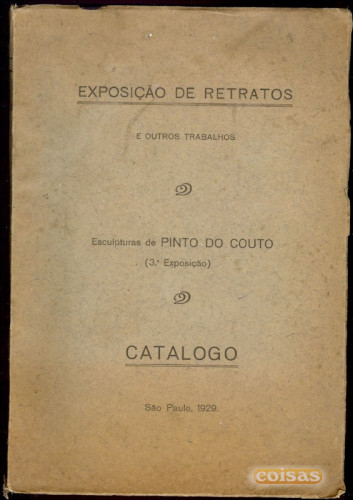 EXPOSIÇÃO DE RETRATOS
E OUTROS TRABALHOS
Esculpturas de PINTO DO COUTO
(3.ª Exposição)
CATALOGO
São Paulo, 1929.
coisas